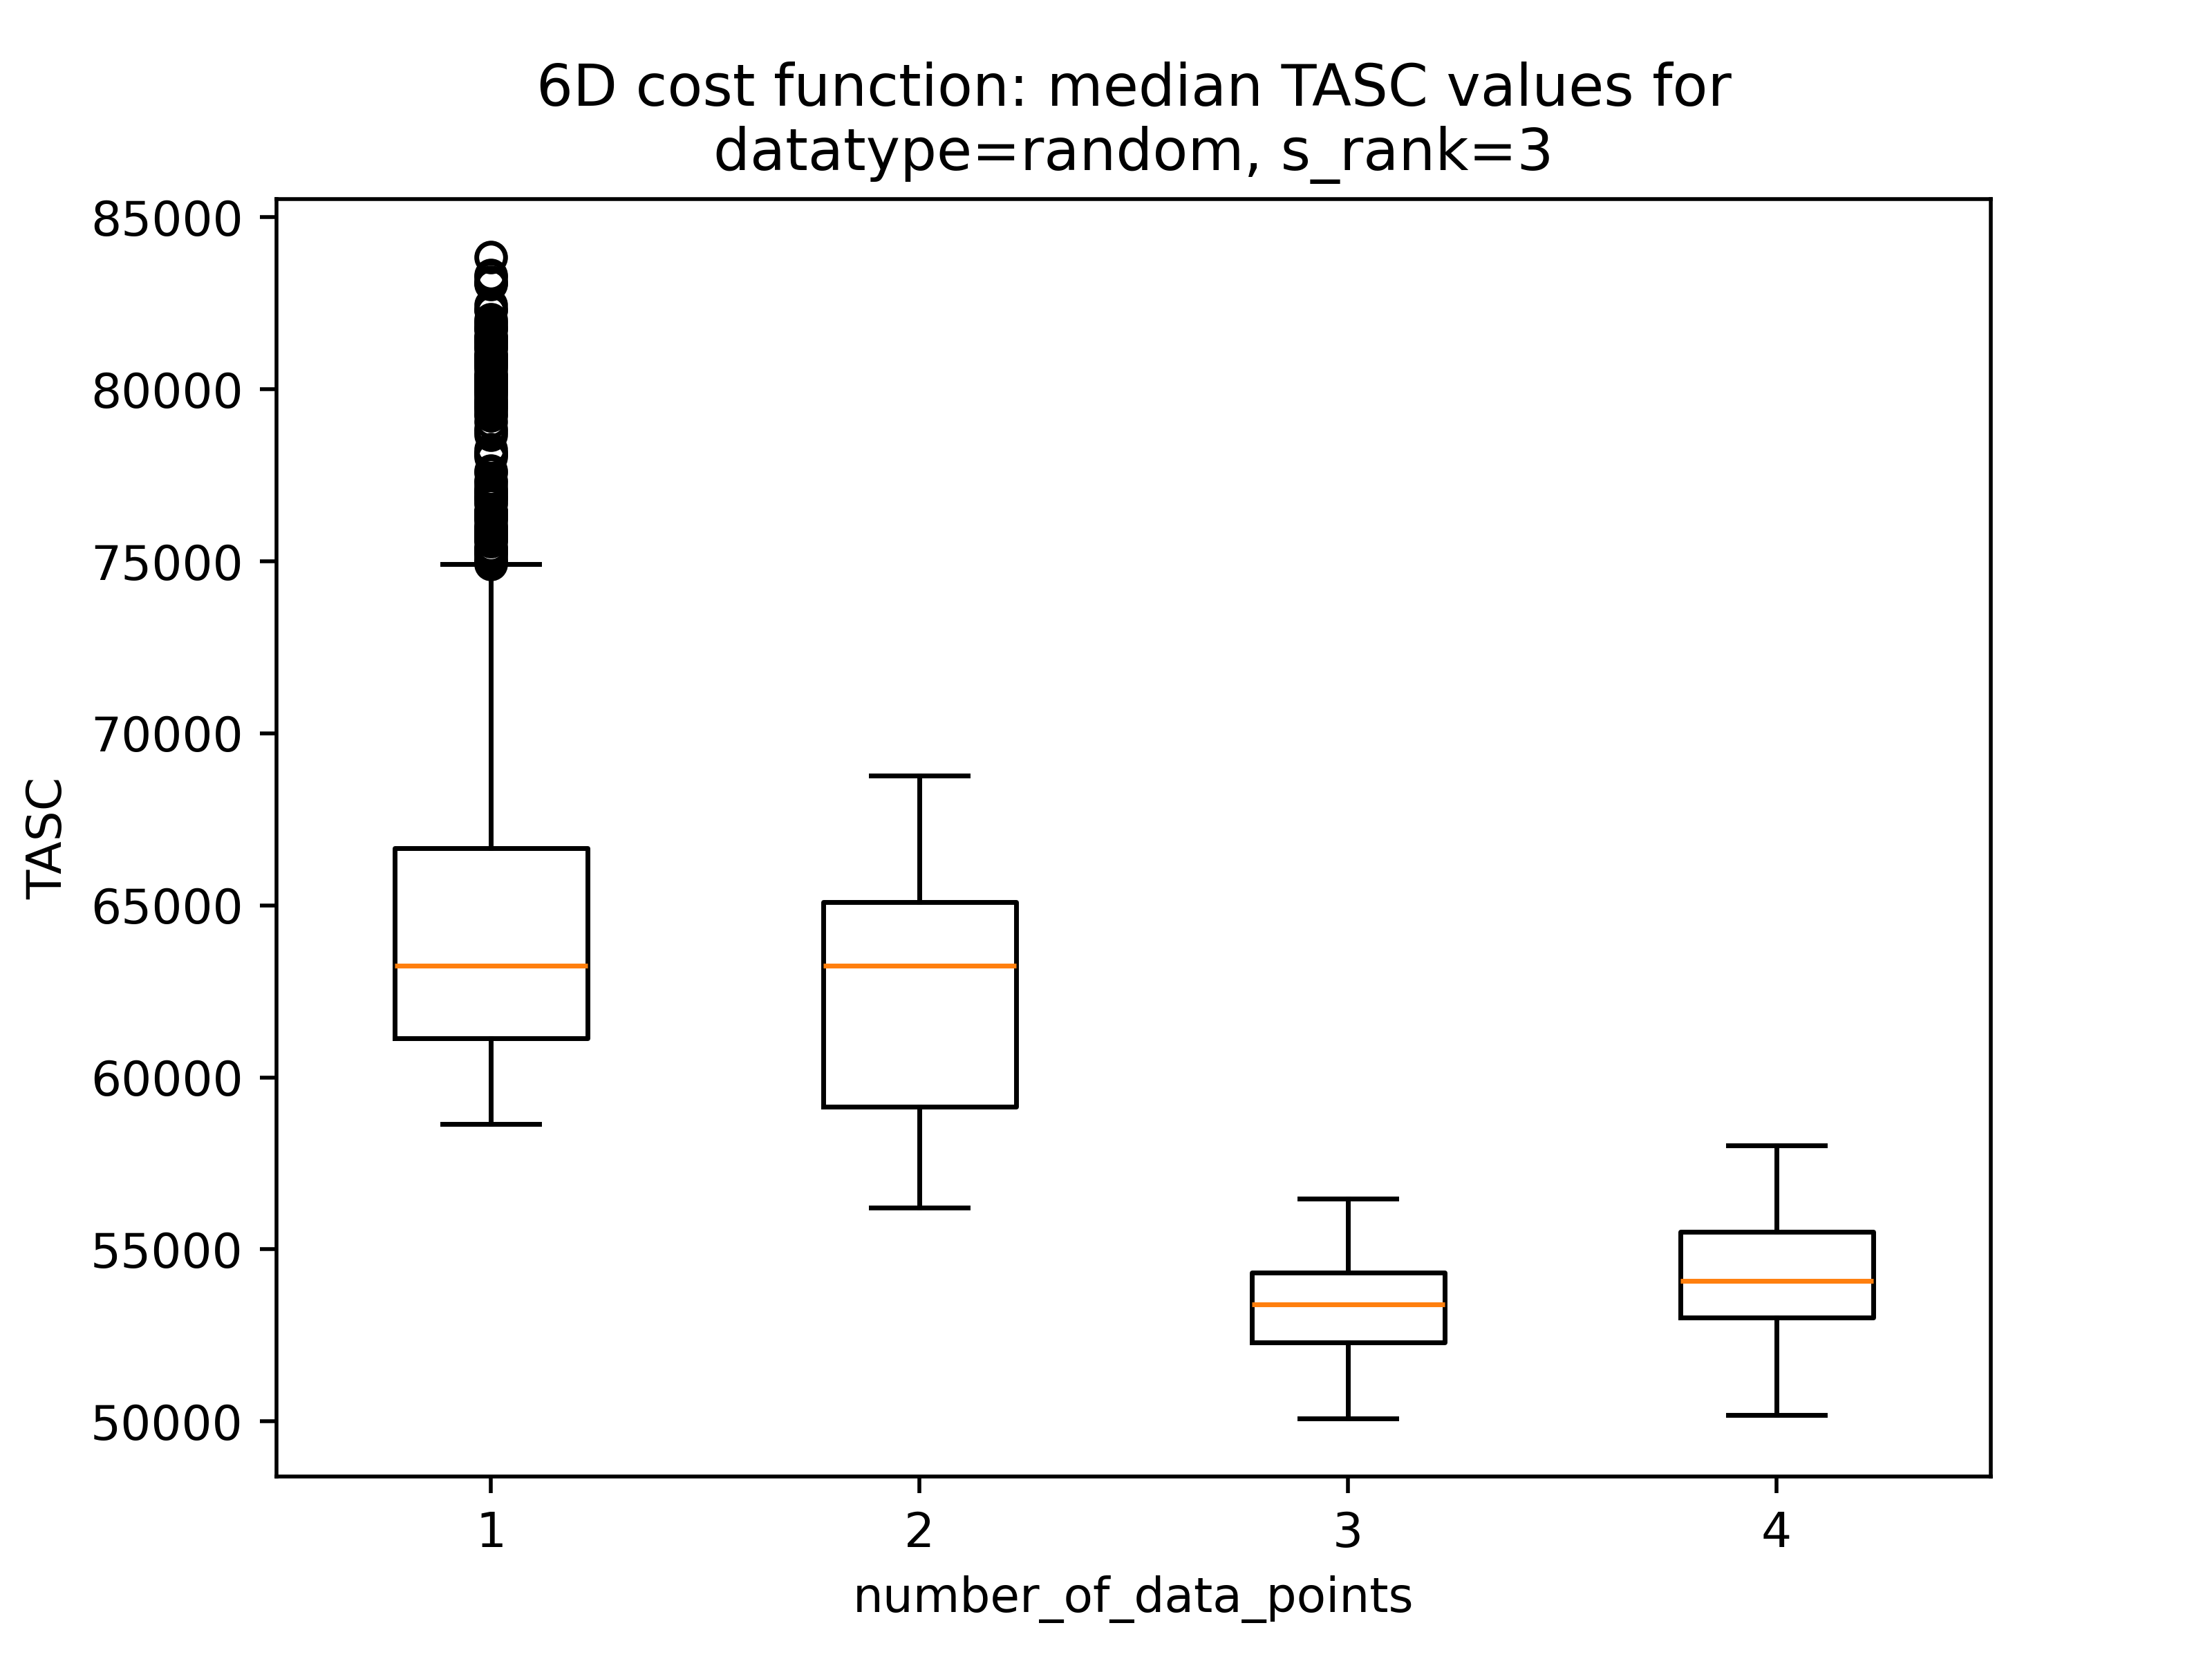 6D cost function: median TASC values for
datatype=random, s_rank=3
85000
80000
75000
70000
65000
60000
55000
50000
TASC
1 2 3 4
number_of_data_points